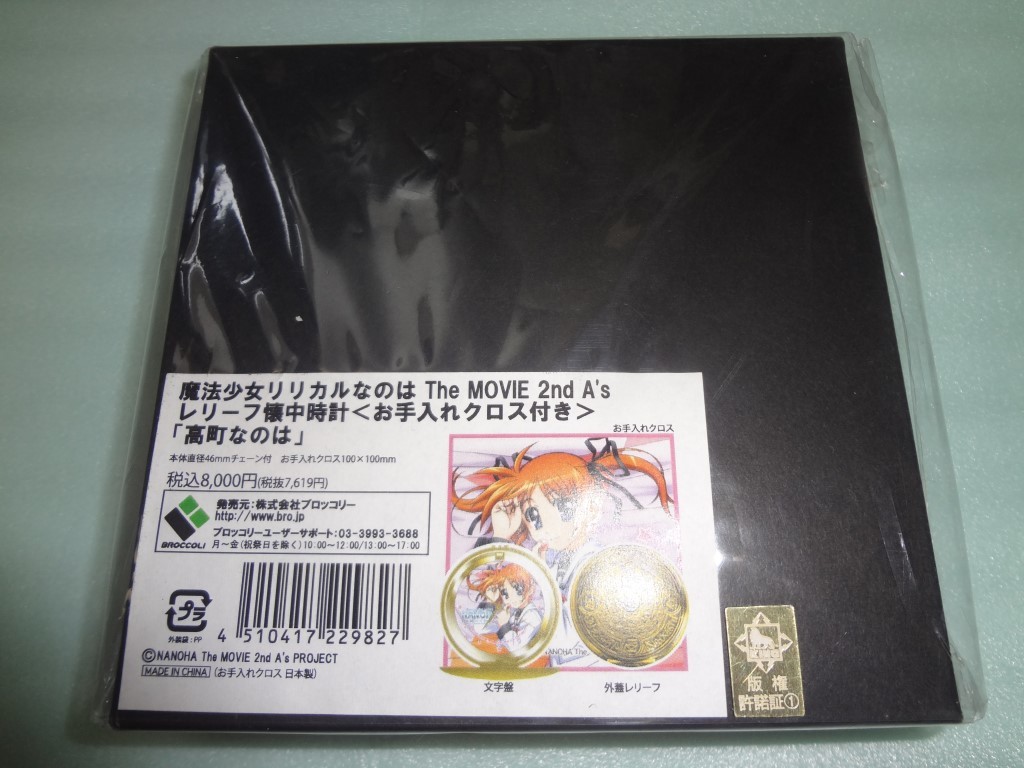 魔法少女リリカルなのは The MOVIE 2nd A's
レリーフ懐中時計＜お手入れクロス付き＞
「高町なのは」
本体直径46mmチェーン付　お手入れクロス100×100mm
税込8,000円(税抜7,619円)
お手入れクロス
BROCCOLI
発売元：株式会社ブロッコリー
http://www.bro.jp
ブロッコリーユーザーサポート：03-3993-3688
月～金(祝祭日を除く)10:00～12:00/13:00～17:00
プラ
外装袋：PP
4 510417 229827
©NANOHA The MOVIE 2nd A's PROJECT
MADE IN CHINA (お手入れクロス 日本製)
ANOHA The
文字盤
外蓋レリーフ
版権
許諾証①